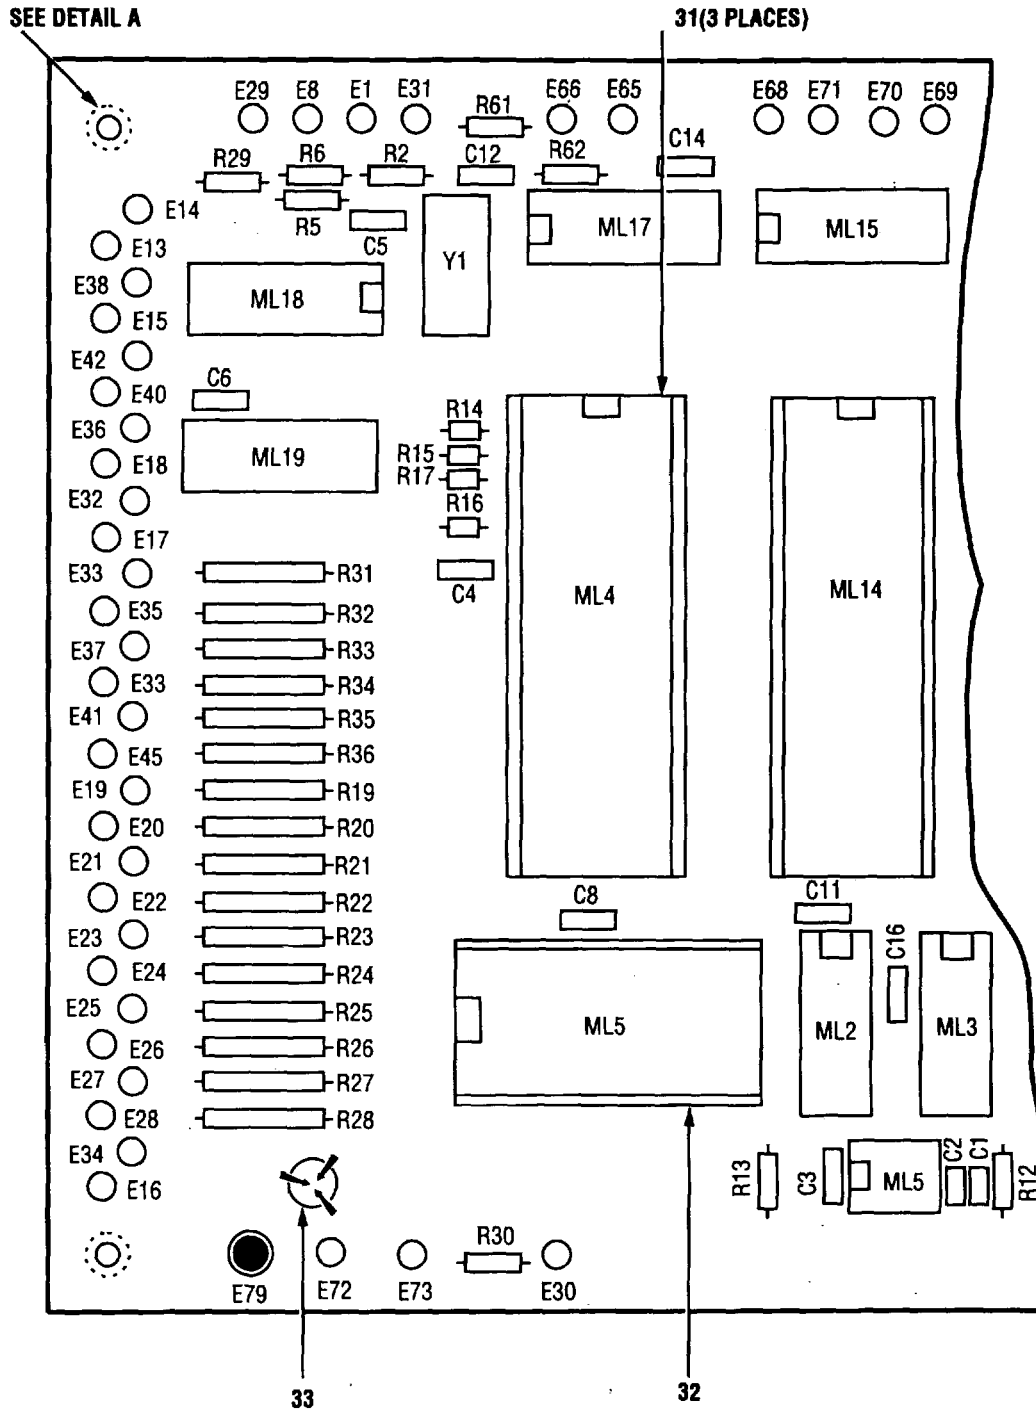 SEE DETAIL A
31(3 PLACES)
E29 E8 E1 E31 R61 E66 E65 E68 E71 E70 E69
R29 R6 R2 C12 R62 C14
E14 R5 C5 Y1 ML17 ML15
E13
E38 ML18
E15
E42
E40 C6
E36 R14
E18 ML19 R15
R17
E32 R16
E17
E33 R31 C4 ML4 ML14
E35 R32
E37 R33
E33 R34
E41 R35
E45 R36
E19 R19
E20 R20
E21 R21
E22 R22 C8 C11
E23 R23 C16
E24 R24
E25 R25 ML5 ML2 ML3
E26 R26
E27 R27
E28 R28
E34
E16 R13 C3 ML5 C2 C1 R12
R30
E79 E72 E73 E30
33 32